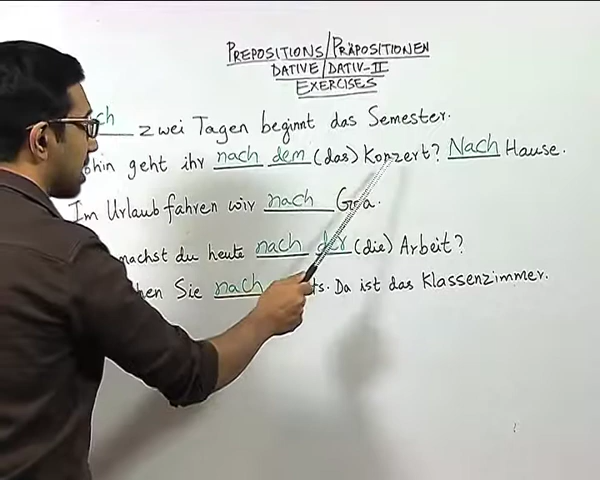 PREPOSITIONS/PRÄPOSITIONEN
DATIVE/DATIV-II
EXERCISES
ch zwei Tagen beginnt das Semester.
ohin geht ihr nach dem (das) Konzert? Nach Hause.
Im Urlaub fahren wir nach Goa.
machst du heute nach der (die) Arbeit?
hen Sie nach ts. Da ist das Klassenzimmer.